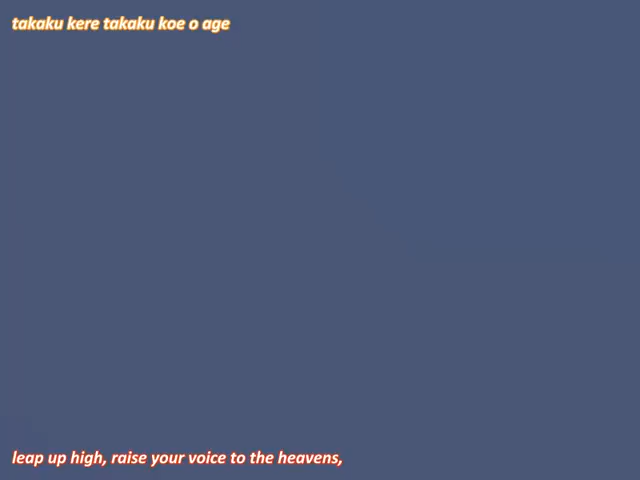 takaku kere takaku koe o age
leap up high, raise your voice to the heavens,